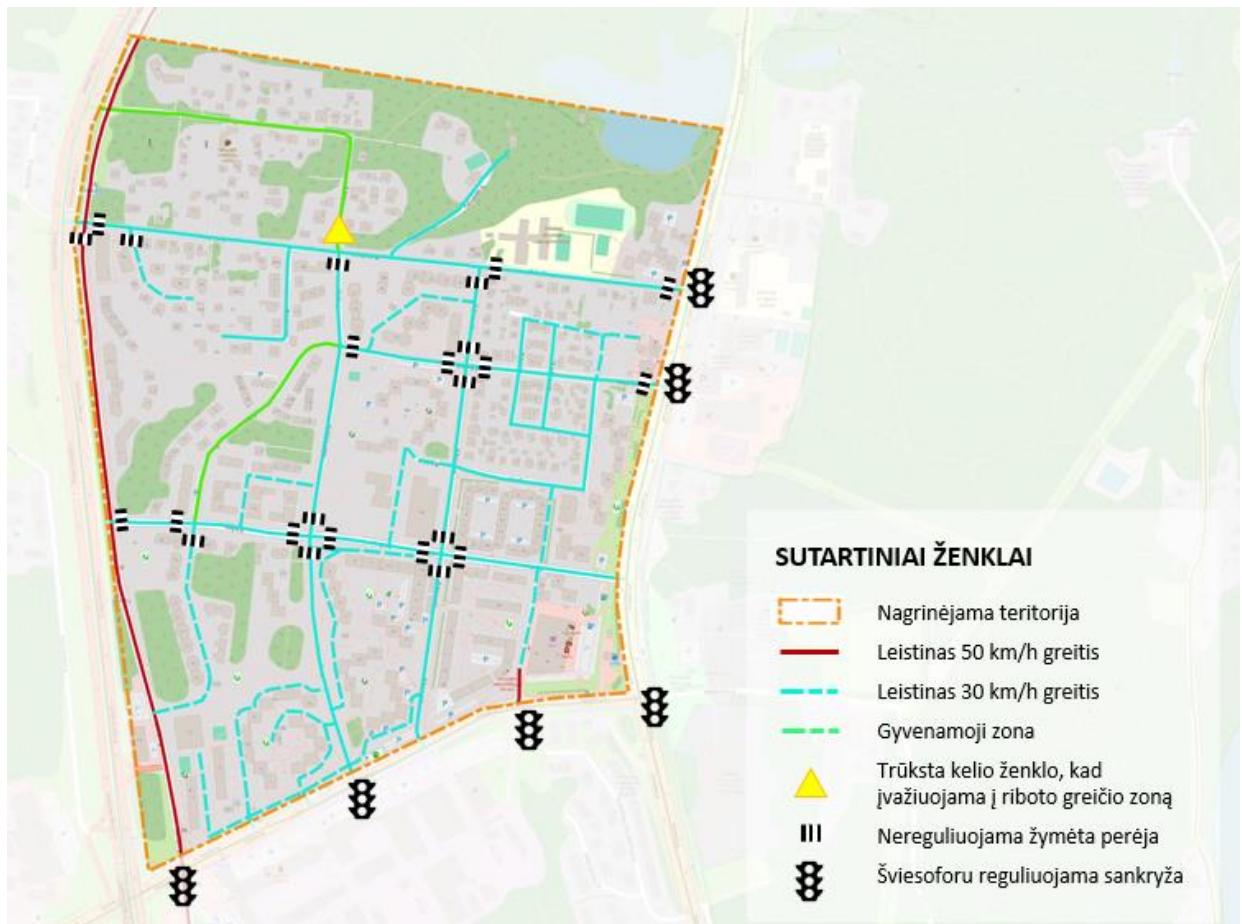 SUTARTINIAI ŽENKLAI
Nagrinėjama teritorija
Leistinas 50 km/h greitis
Leistinas 30 km/h greitis
Gyvenamoji zona
Trūksta kelio ženklo, kad
įvažiuojama į riboto greičio zoną
Nereguliuojama žymėta perėja
Šviesoforu reguliuojama sankryža